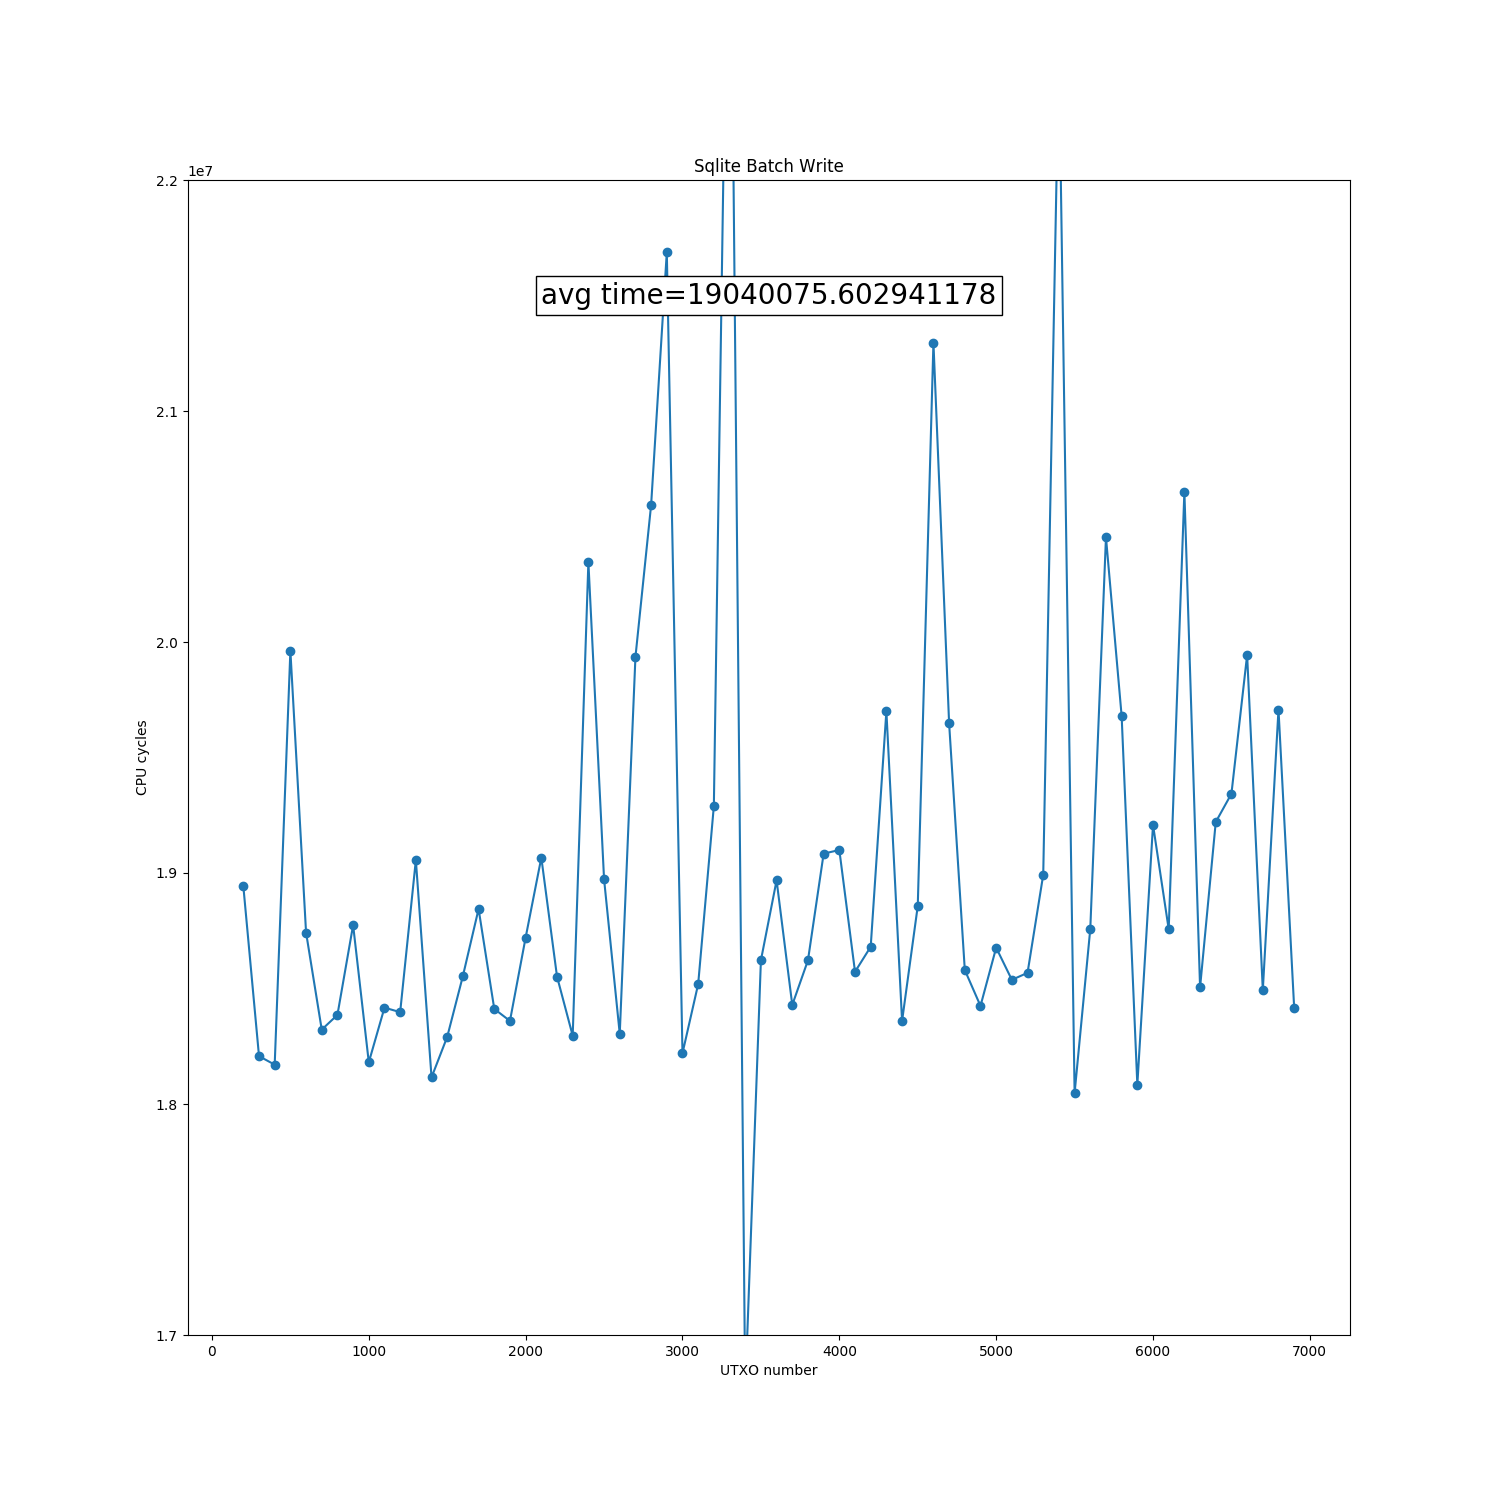 Sqlite Batch Write
1e7
2.2
avg time=19040075.602941178
2.1
2.0
1.9
1.8
1.7
CPU cycles
0 1000 2000 3000 4000 5000 6000 7000
UTXO number